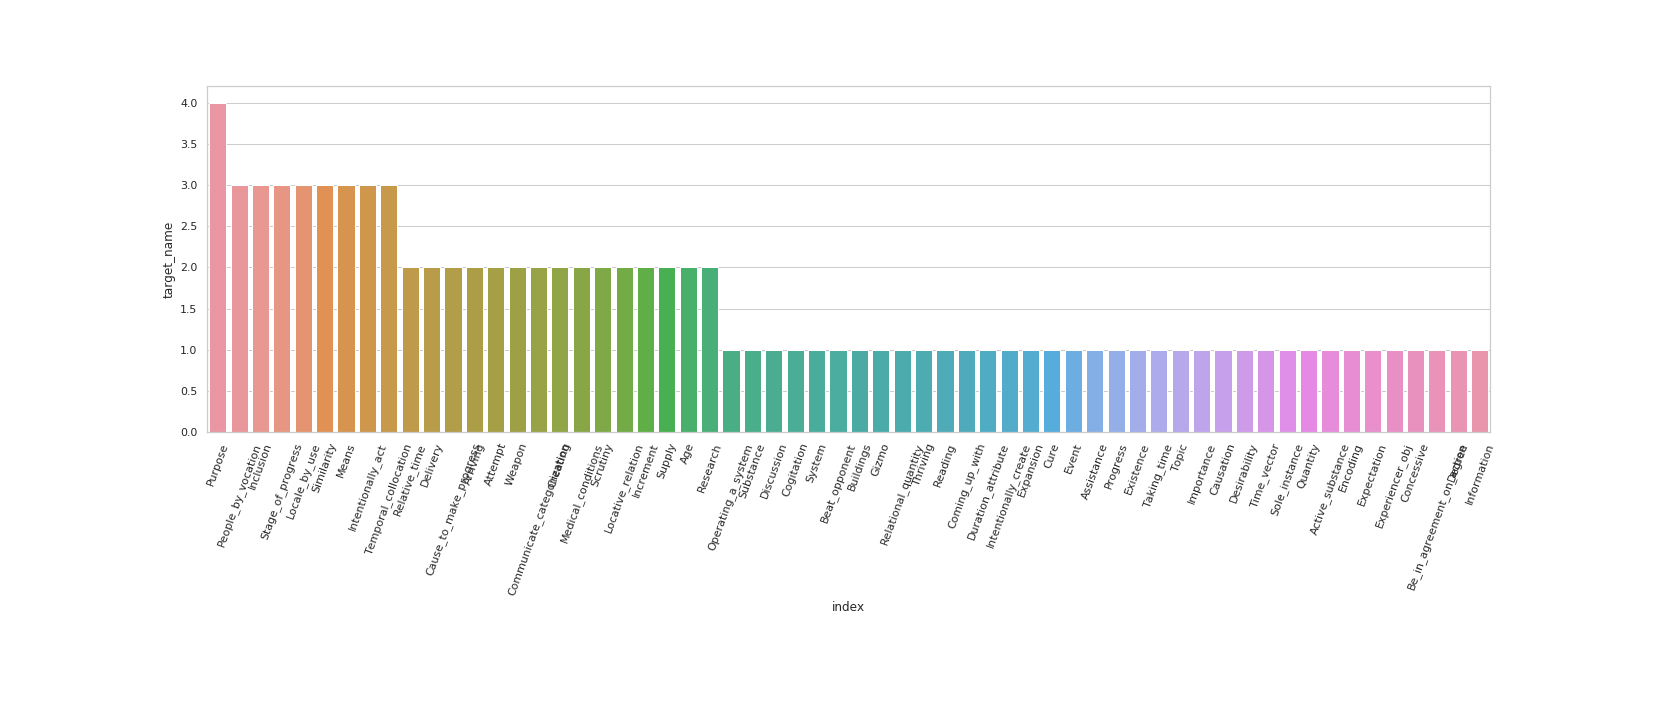 4.0
3.5
3.0
2.5
2.0
1.5
1.0
0.5
0.0
target_name
Purpose
People_by_vocation
Inclusion
Stage_of_progress
Locale_by_use
Similarity
Means
Intentionally_act
Temporal_collocation
Relative_time
Delivery
Cause_to_make_progress
Arriving
Attempt
Weapon
Communicate_categorization
Creating
Medical_conditions
Scrutiny
Locative_relation
Increment
Supply
Age
Research
Operating_a_system
Substance
Discussion
Cogitation
System
Beat_opponent
Buildings
Gizmo
Relational_quantity
Thriving
Reading
Coming_up_with
Duration_attribute
Intentionally_create
Expansion
Cure
Event
Assistance
Progress
Existence
Taking_time
Topic
Importance
Causation
Desirability
Time_vector
Sole_instance
Quantity
Active_substance
Encoding
Expectation
Experiencer_obj
Concessive
Be_in_agreement_on_action
Degree
Information
index